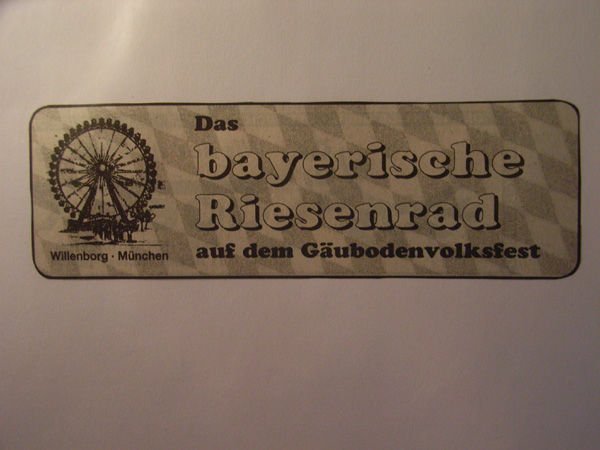 Das
bayerische
Riesenrad
auf dem Gäubodenvolksfest
Willenborg · München